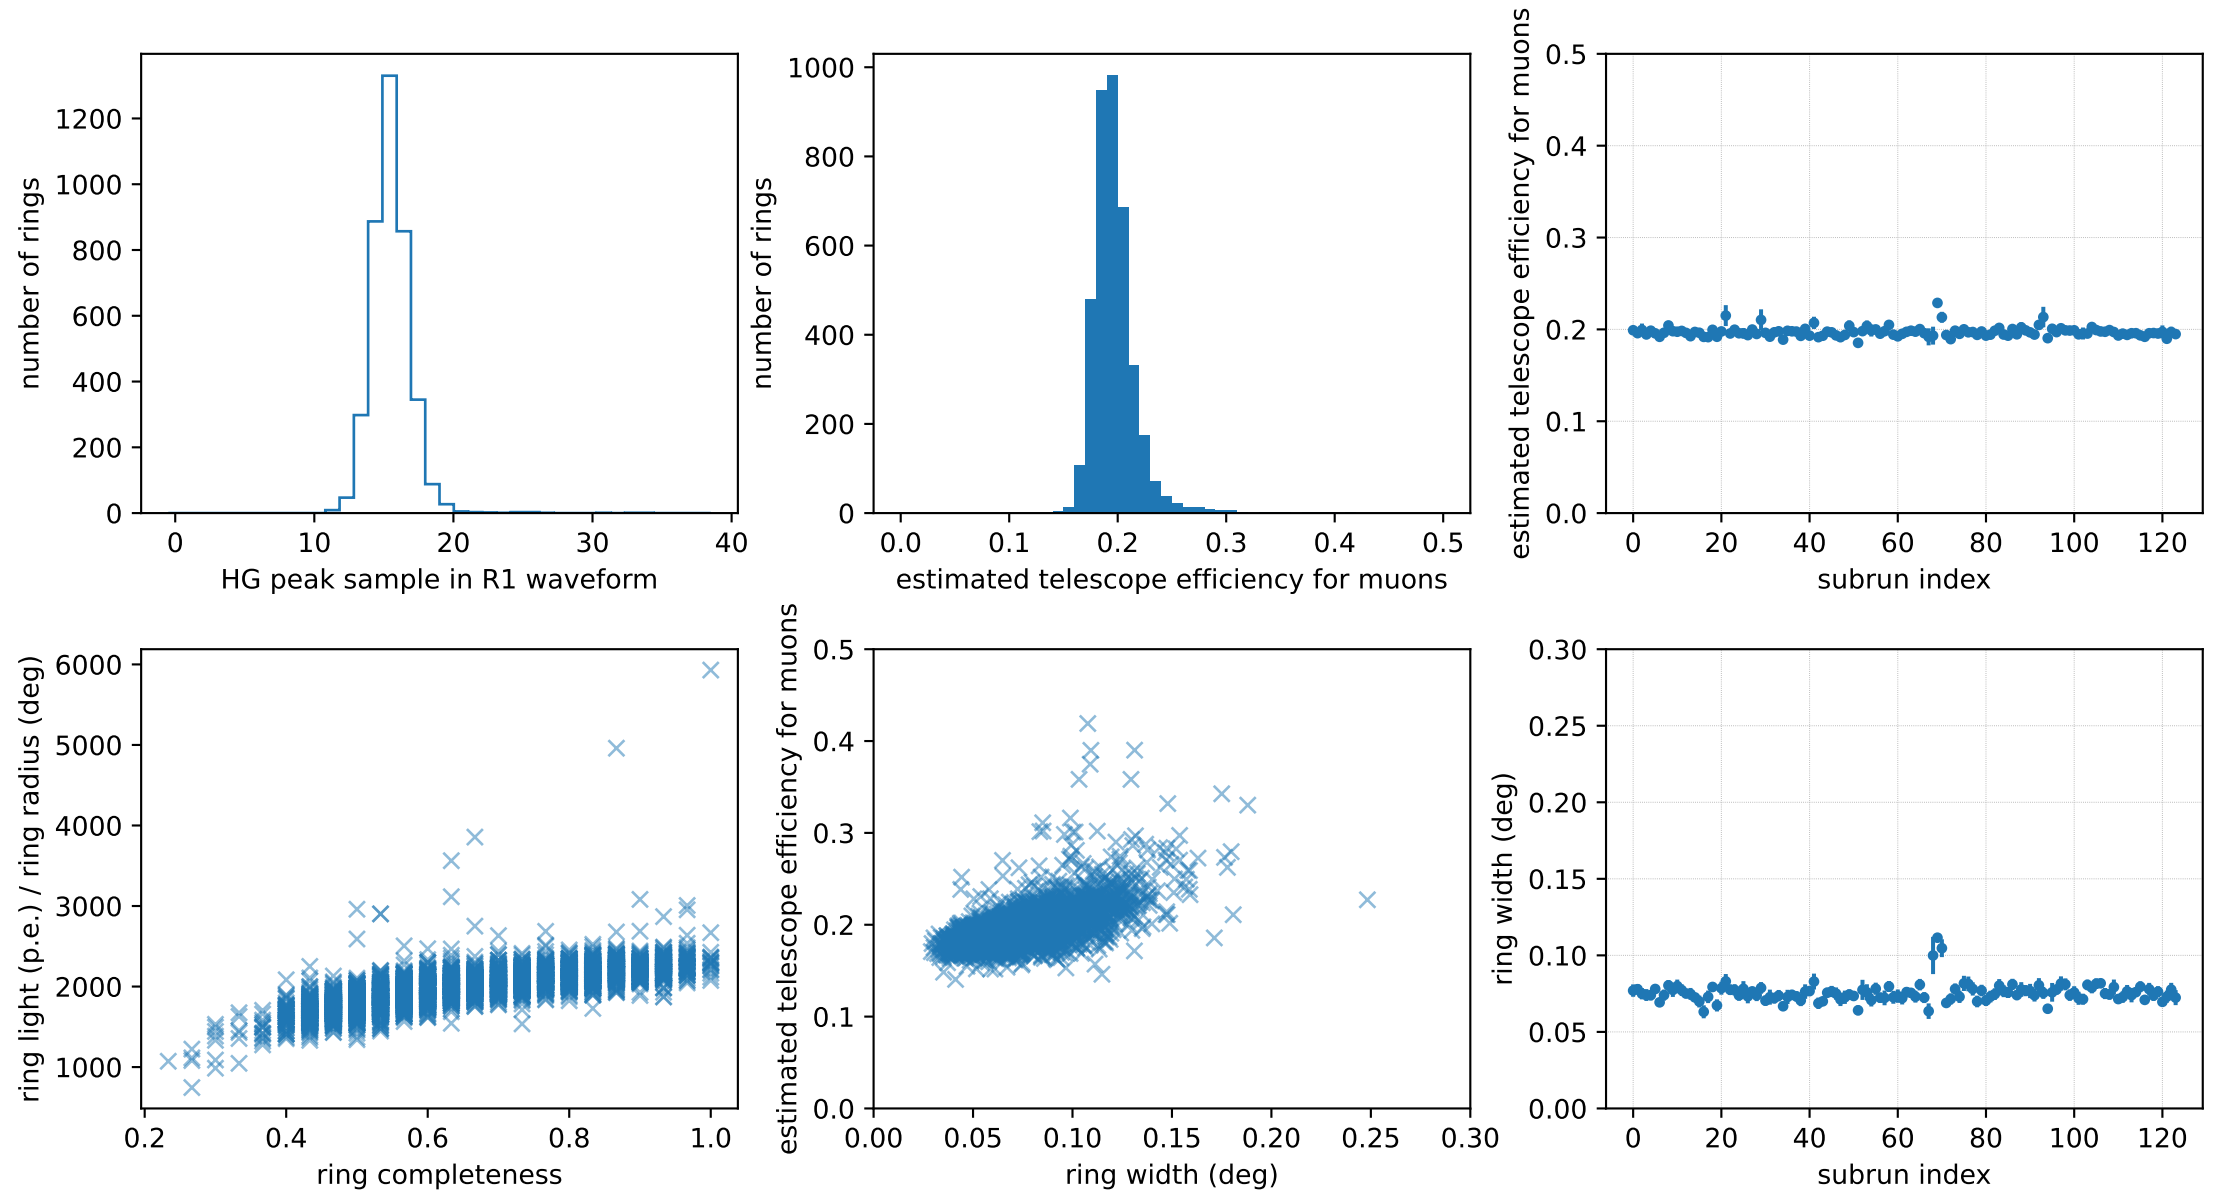 number of rings
0
200
400
600
800
1000
1200
0 10 20 30 40
HG peak sample in R1 waveform
number of rings
0
200
400
600
800
1000
0.0 0.1 0.2 0.3 0.4 0.5
estimated telescope efficiency for muons
estimated telescope efficiency for muons
0.0
0.1
0.2
0.3
0.4
0.5
0 20 40 60 80 100 120
subrun index
ring light (p.e.) / ring radius (deg)
1000
2000
3000
4000
5000
6000
0.2 0.4 0.6 0.8 1.0
ring completeness
estimated telescope efficiency for muons
0.0
0.1
0.2
0.3
0.4
0.5
0.00 0.05 0.10 0.15 0.20 0.25 0.30
ring width (deg)
ring width (deg)
0.00
0.05
0.10
0.15
0.20
0.25
0.30
0 20 40 60 80 100 120
subrun index